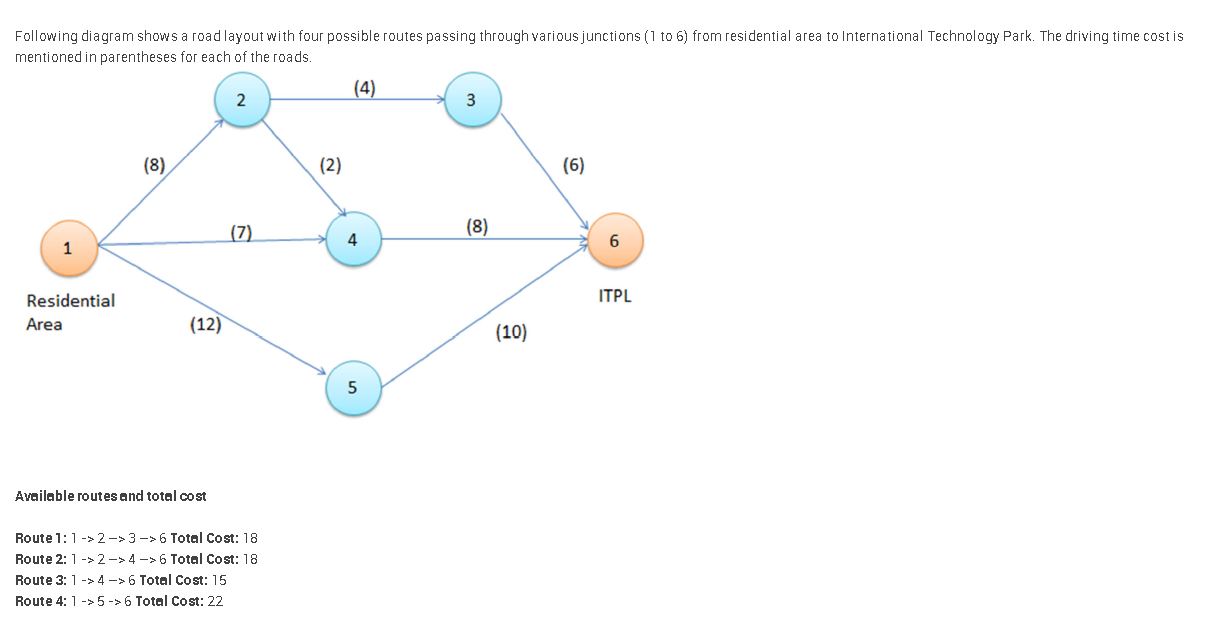 Following diagram shows a road layout with four possible routes passing through various junctions (1 to 6) from residential area to International Technology Park. The driving time cost is
mentioned in parentheses for each of the roads.
(4)
2
3
(8)
(2)
(6)
(7)
(8)
1
4
6
Residential
Area
ITPL
(12)
(10)
5
Available routes and total cost
Route 1: 1 -> 2 –> 3 –> 6 Total Cost: 18
Route 2: 1 -> 2 –> 4 –> 6 Total Cost: 18
Route 3: 1 -> 4 –> 6 Total Cost: 15
Route 4: 1 -> 5 -> 6 Total Cost: 22